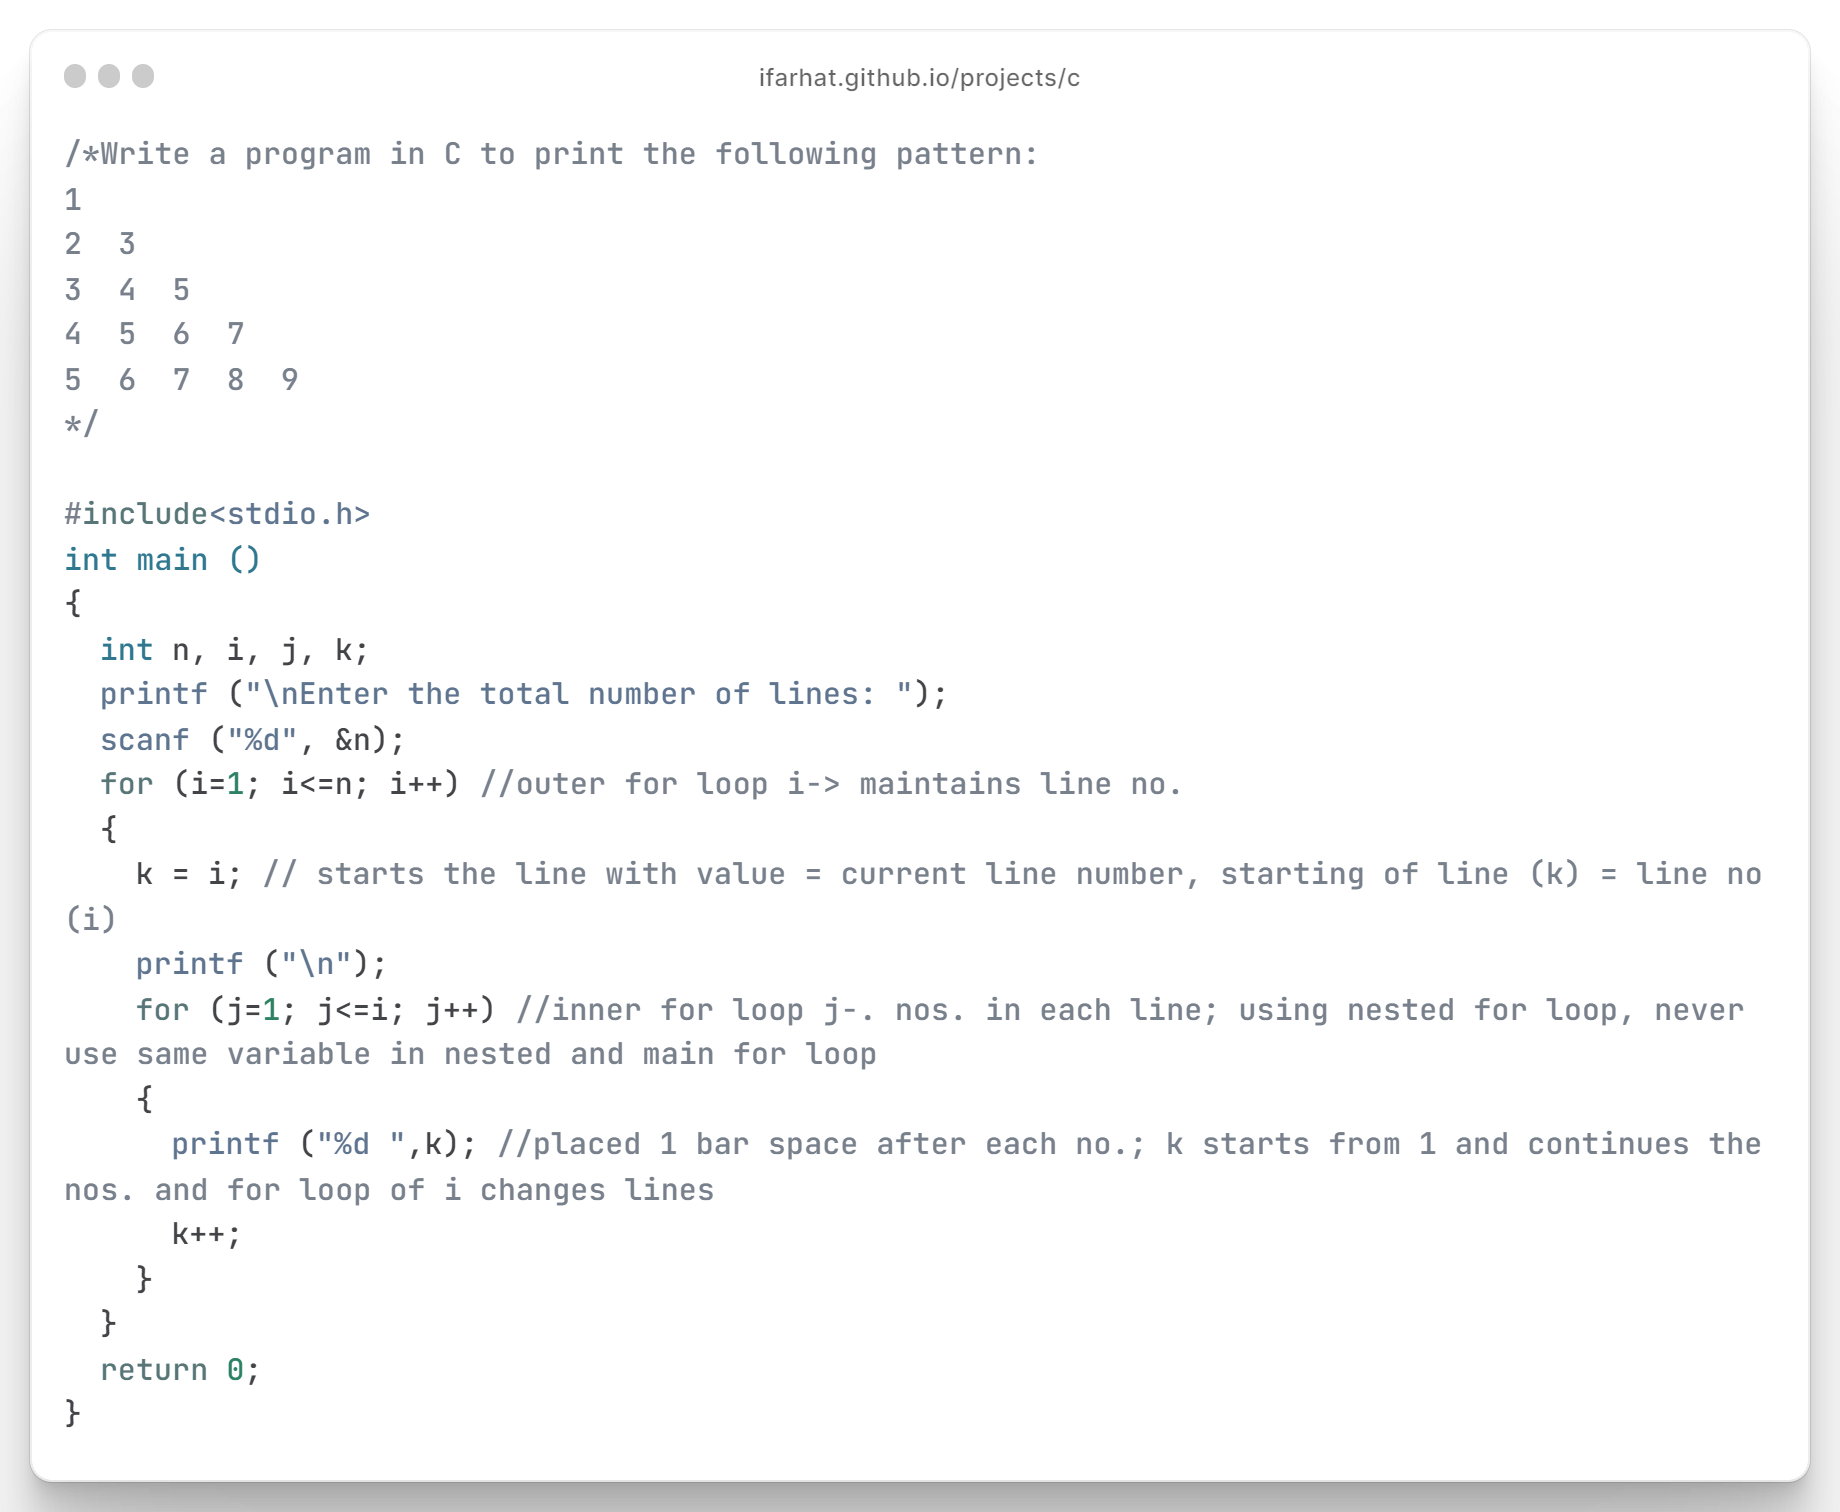 ifarhat.github.io/projects/c
/*Write a program in C to print the following pattern:
1
2  3
3  4  5
4  5  6  7
5  6  7  8  9
*/

#include<stdio.h>
int main ()
{
  int n, i, j, k;
  printf ("\nEnter the total number of lines: ");
  scanf ("%d", &n);
  for (i=1; i<=n; i++) //outer for loop i-> maintains line no.
  {
    k = i; // starts the line with value = current line number, starting of line (k) = line no
(i)
    printf ("\n");
    for (j=1; j<=i; j++) //inner for loop j-. nos. in each line; using nested for loop, never
use same variable in nested and main for loop
    {
      printf ("%d ",k); //placed 1 bar space after each no.; k starts from 1 and continues the
nos. and for loop of i changes lines
      k++;
    }
  }
  return 0;
}